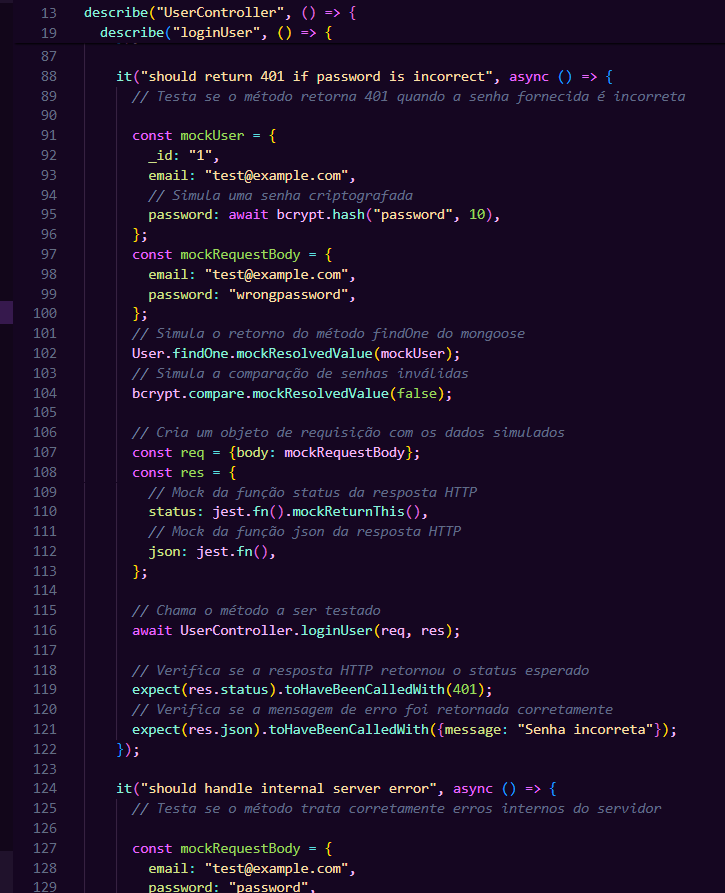 13 describe("UserController", () => {
19 describe("loginUser", () => {
87
88 it("should return 401 if password is incorrect", async () => {
89 // Testa se o método retorna 401 quando a senha fornecida é incorreta
90
91 const mockUser = {
92 _id: "1",
93 email: "test@example.com",
94 // Simula uma senha criptografada
95 password: await bcrypt.hash("password", 10),
96 };
97 const mockRequestBody = {
98 email: "test@example.com",
99 password: "wrongpassword",
100 };
101 // Simula o retorno do método findOne do mongoose
102 User.findOne.mockResolvedValue(mockUser);
103 // Simula a comparação de senhas inválidas
104 bcrypt.compare.mockResolvedValue(false);
105
106 // Cria um objeto de requisição com os dados simulados
107 const req = {body: mockRequestBody};
108 const res = {
109 // Mock da função status da resposta HTTP
110 status: jest.fn().mockReturnThis(),
111 // Mock da função json da resposta HTTP
112 json: jest.fn(),
113 };
114
115 // Chama o método a ser testado
116 await UserController.loginUser(req, res);
117
118 // Verifica se a resposta HTTP retornou o status esperado
119 expect(res.status).toHaveBeenCalledWith(401);
120 // Verifica se a mensagem de erro foi retornada corretamente
121 expect(res.json).toHaveBeenCalledWith({message: "Senha incorreta"});
122 });
123
124 it("should handle internal server error", async () => {
125 // Testa se o método trata corretamente erros internos do servidor
126
127 const mockRequestBody = {
128 email: "test@example.com",
129 password: "password",